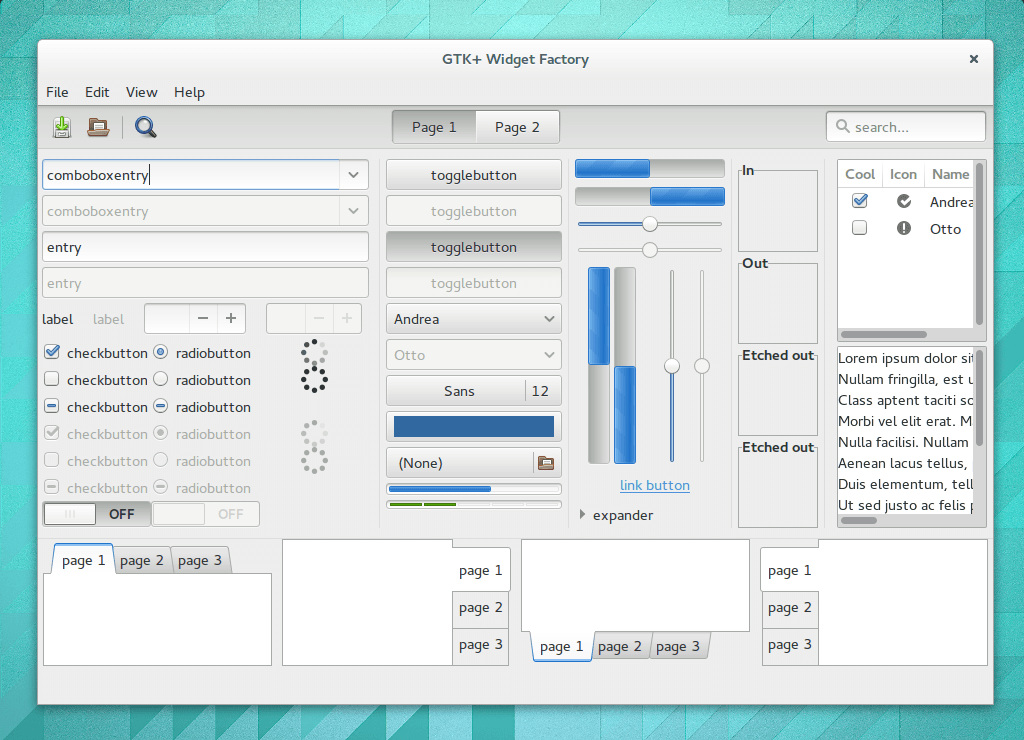 GTK+ Widget Factory
File Edit View Help
Page 1 Page 2 search...
comboboxentry
comboboxentry
entry
entry
label label
checkbutton radiobutton
checkbutton radiobutton
checkbutton radiobutton
checkbutton radiobutton
checkbutton radiobutton
checkbutton radiobutton
OFF OFF
togglebutton
togglebutton
togglebutton
togglebutton
Andrea
Otto
Sans 12
(None)
link button
expander
In
Out
Etched out
Etched out
Cool Icon Name
Andrea
Otto
Lorem ipsum dolor sit
Nullam fringilla, est u
Class aptent taciti so
Morbi vel elit erat. M
Nulla facilisi. Nullam
Aenean lacus tellus,
Duis elementum, tell
Ut sed justo ac felis p
page 1 page 2 page 3
page 1
page 2
page 3
page 1 page 2 page 3
page 1
page 2
page 3